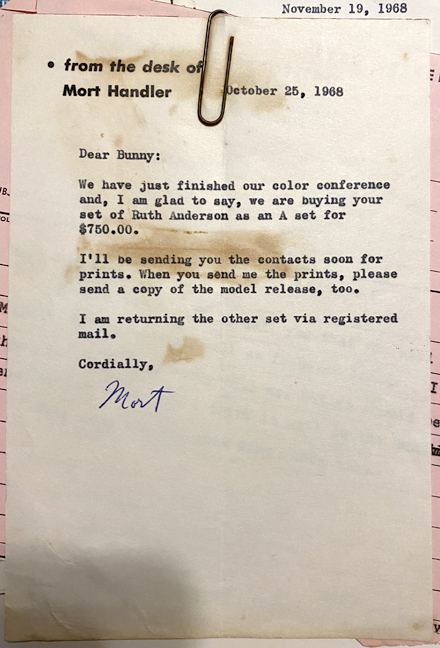 November 19, 1968
• from the desk of
Mort Handler
October 25, 1968
Dear Bunny:
We have just finished our color conference
and, I am glad to say, we are buying your
set of Ruth Anderson as an A set for
$750.00.
I'll be sending you the contacts soon for
prints. When you send me the prints, please
send a copy of the model release, too.
I am returning the other set via registered
mail.
Cordially,
Mort